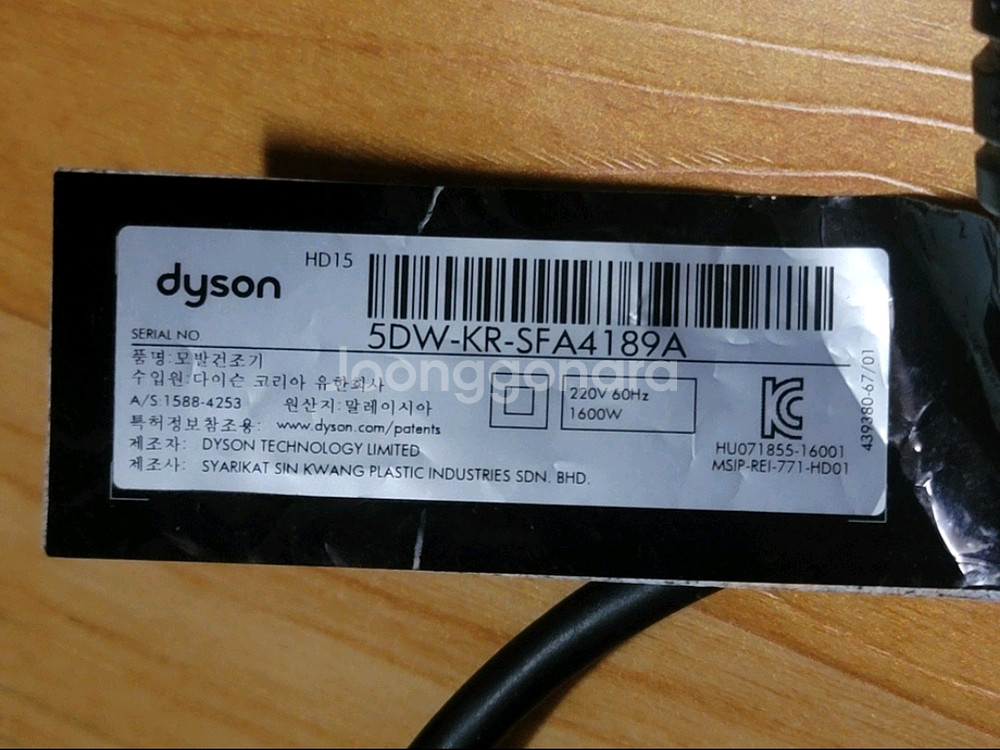 dyson
HD15
SERIAL NO
5DW-KR-SFA4189A
품명:모발건조기
수입원:다이슨 코리아 유한회사
A/S:1588-4253 원산지:말레이시아
특허정보참조용: www.dyson.com/patents
제조자: DYSON TECHNOLOGY LIMITED
제조사: SYARIKAT SIN KWANG PLASTIC INDUSTRIES SDN. BHD.
220V 60Hz
1600W
HU071855-16001
MSIP-REI-771-HD01
439380-67/01
joonggonara